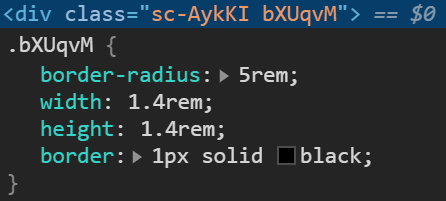 <div class="sc-AykKI bXUqvM"> == $0
.bXUqvM {
border-radius: 5rem;
width: 1.4rem;
height: 1.4rem;
border: 1px solid black;
}